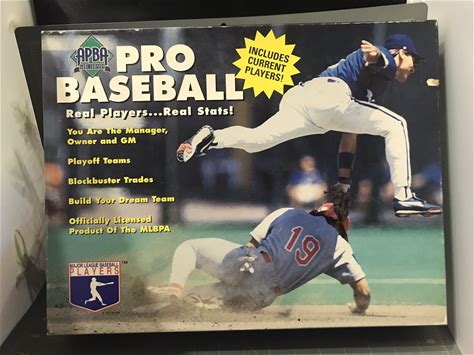 APBA
PRO
BASEBALL
INCLUDES
CURRENT
PLAYERS!
Real Players...Real Stats!
You Are The Manager,
Owner and GM
Playoff Teams
Blockbuster Trades
Build Your Dream Team
Officially Licensed
Product Of The MLBPA
19
MAJOR LEAGUE BASEBALL
PLAYERS
TM